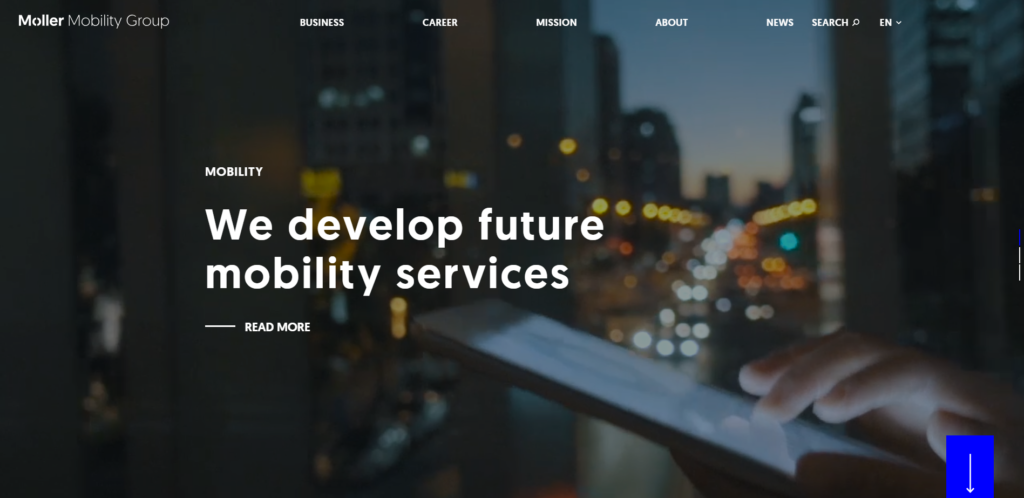 Møller Mobility Group
BUSINESS CAREER MISSION ABOUT NEWS SEARCH EN
MOBILITY
We develop future
mobility services
READ MORE